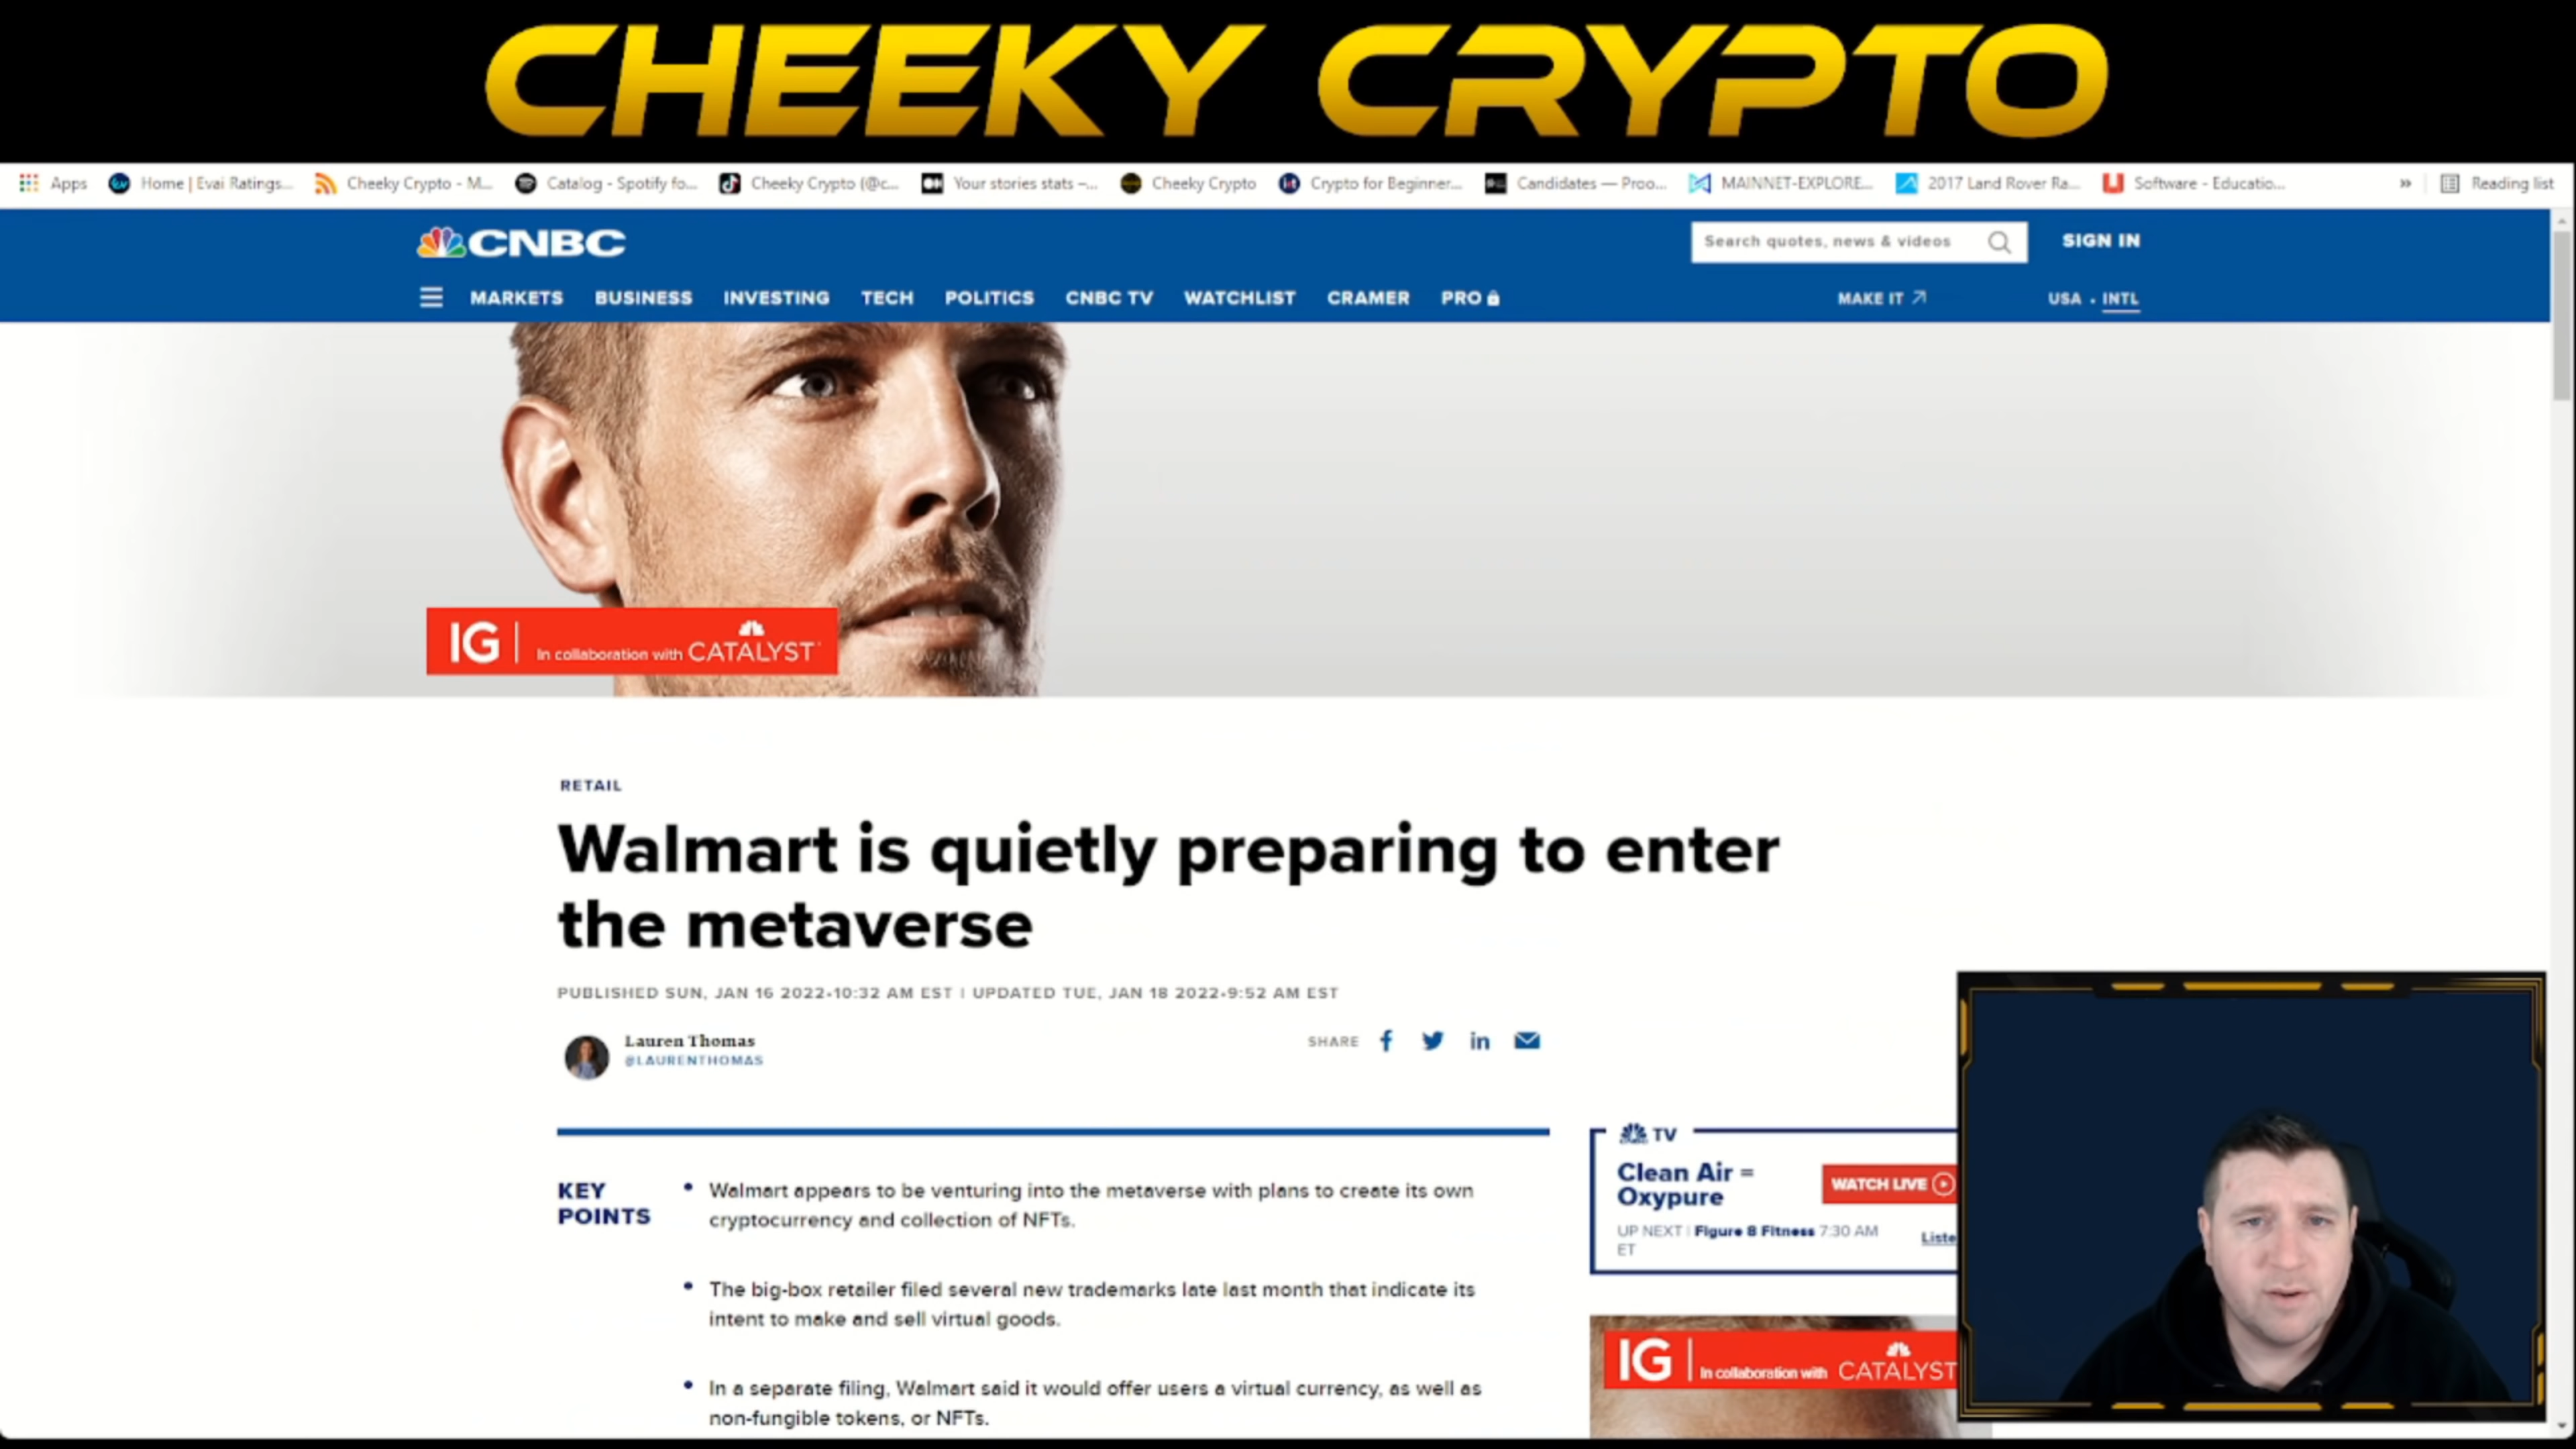 CHEEKY CRYPTO
Apps Home | Evai Ratings... Cheeky Crypto - M... Catalog - Spotify fo... Cheeky Crypto (@c... Your stories stats –... Cheeky Crypto Crypto for Beginner... Candidates — Proo... MAINNET-EXPLORE... 2017 Land Rover Ra... Software - Educatio... » Reading list
CNBC Search quotes, news & videos SIGN IN
MARKETS BUSINESS INVESTING TECH POLITICS CNBC TV WATCHLIST CRAMER PRO MAKE IT USA • INTL
IG | In collaboration with CATALYST
RETAIL
Walmart is quietly preparing to enter
the metaverse
PUBLISHED SUN, JAN 16 2022•10:32 AM EST | UPDATED TUE, JAN 18 2022•9:52 AM EST
Lauren Thomas
@LAURENTHOMAS
SHARE
KEY
POINTS
• Walmart appears to be venturing into the metaverse with plans to create its own
cryptocurrency and collection of NFTs.
• The big-box retailer filed several new trademarks late last month that indicate its
intent to make and sell virtual goods.
• In a separate filing, Walmart said it would offer users a virtual currency, as well as
non-fungible tokens, or NFTs.
CNBC TV
Clean Air =
Oxypure
WATCH LIVE
UP NEXT | Figure 8 Fitness 7:30 AM
ET
Liste
IG | In collaboration with CATALYST